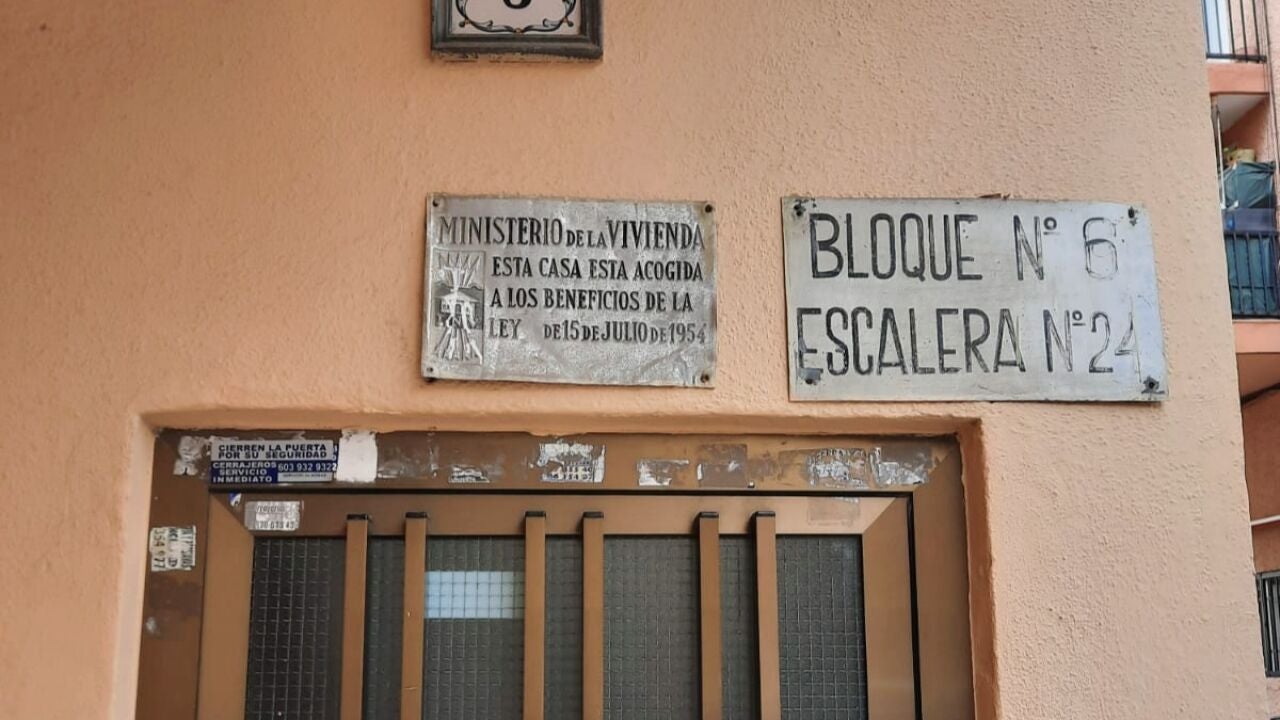 MINISTERIO DE LA VIVIENDA
ESTA CASA ESTA ACOGIDA
A LOS BENEFICIOS DE LA
LEY DE 15 DE JULIO DE 1954
BLOQUE Nº 6
ESCALERA Nº 24
CIERREN LA PUERTA
POR SU SEGURIDAD
CERRAJEROS
SERVICIO
INMEDIATO
603 932 932